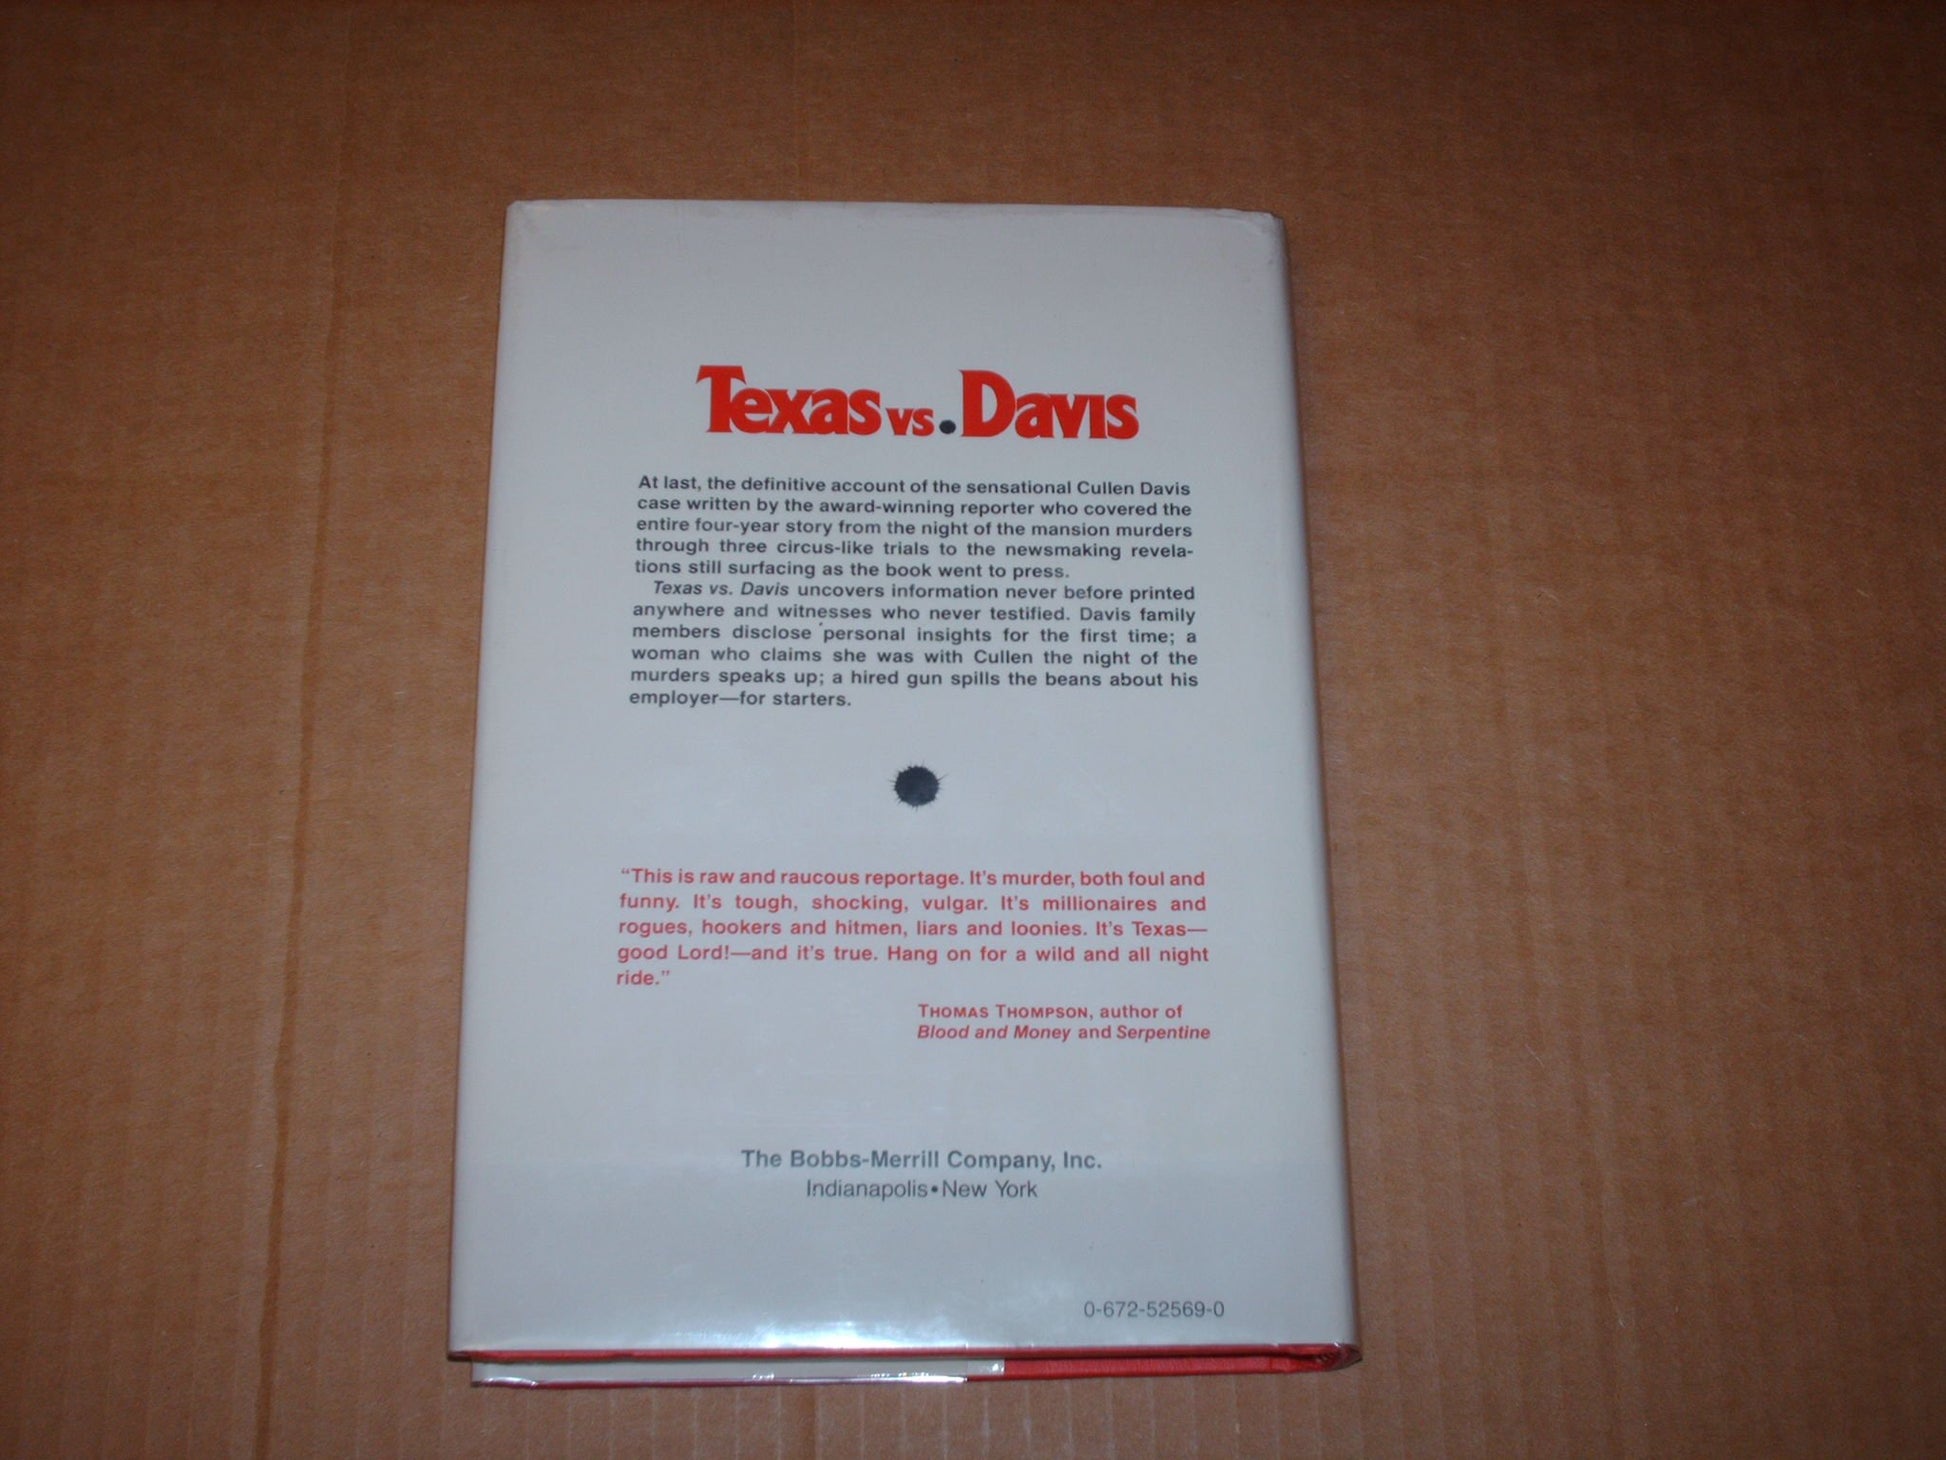 Texas vs. Davis
At last, the definitive account of the sensational Cullen Davis
case written by the award-winning reporter who covered the
entire four-year story from the night of the mansion murders
through three circus-like trials to the newsmaking revela-
tions still surfacing as the book went to press.
Texas vs. Davis uncovers information never before printed
anywhere and witnesses who never testified. Davis family
members disclose personal insights for the first time; a
woman who claims she was with Cullen the night of the
murders speaks up; a hired gun spills the beans about his
employer—for starters.
“This is raw and raucous reportage. It’s murder, both foul and
funny. It’s tough, shocking, vulgar. It’s millionaires and
rogues, hookers and hitmen, liars and loonies. It’s Texas—
good Lord!—and it’s true. Hang on for a wild and all night
ride.”
THOMAS THOMPSON, author of
Blood and Money and Serpentine
The Bobbs-Merrill Company, Inc.
Indianapolis•New York
0-672-52569-0